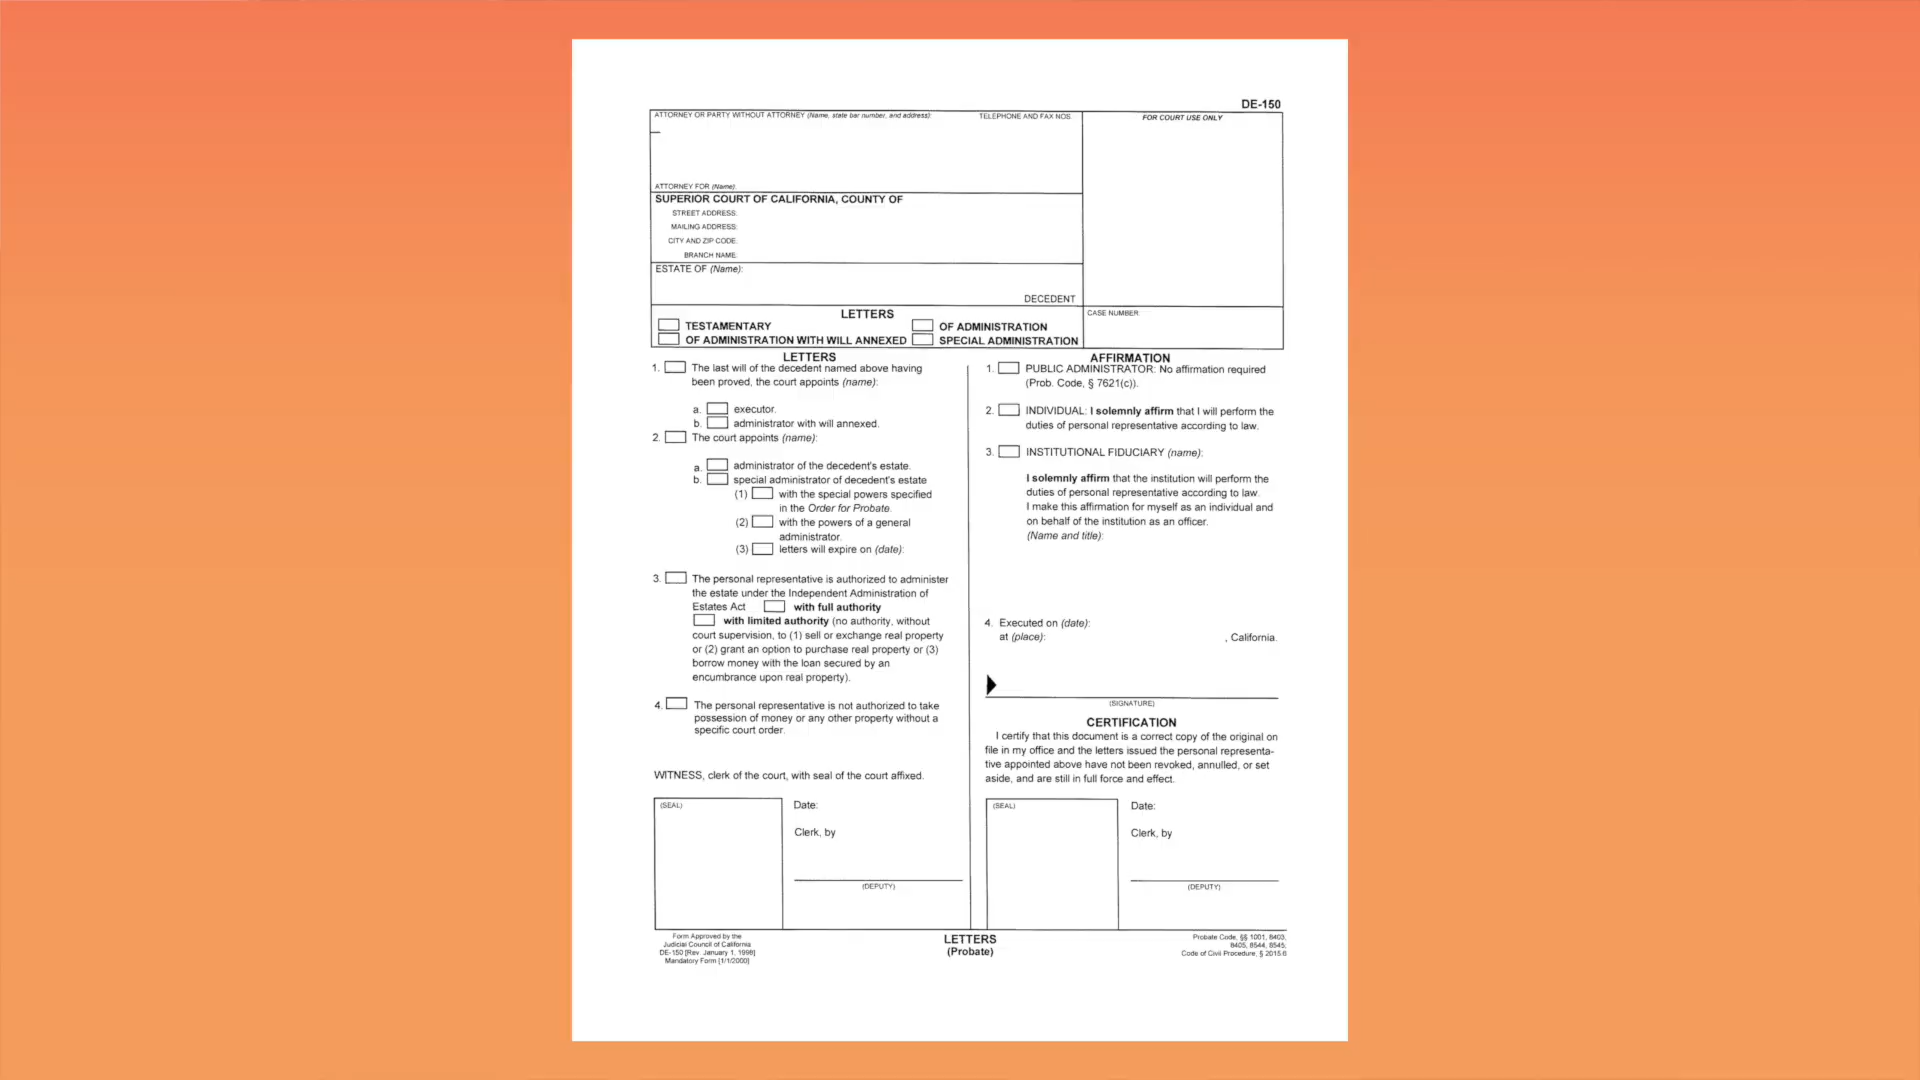 DE-150
ATTORNEY OR PARTY WITHOUT ATTORNEY (Name, state bar number, and address):
TELEPHONE AND FAX NOS.
FOR COURT USE ONLY
ATTORNEY FOR (Name):
SUPERIOR COURT OF CALIFORNIA, COUNTY OF
STREET ADDRESS:
MAILING ADDRESS:
CITY AND ZIP CODE:
BRANCH NAME:
ESTATE OF (Name):
DECEDENT
LETTERS
TESTAMENTARY
OF ADMINISTRATION
OF ADMINISTRATION WITH WILL ANNEXED
SPECIAL ADMINISTRATION
CASE NUMBER:
LETTERS
1. The last will of the decedent named above having
been proved, the court appoints (name):
a. executor.
b. administrator with will annexed.
2. The court appoints (name):
a. administrator of the decedent's estate.
b. special administrator of decedent's estate
(1) with the special powers specified
in the Order for Probate.
(2) with the powers of a general
administrator.
(3) letters will expire on (date):
3. The personal representative is authorized to administer
the estate under the Independent Administration of
Estates Act with full authority
with limited authority (no authority, without
court supervision, to (1) sell or exchange real property
or (2) grant an option to purchase real property or (3)
borrow money with the loan secured by an
encumbrance upon real property).
4. The personal representative is not authorized to take
possession of money or any other property without a
specific court order.
WITNESS, clerk of the court, with seal of the court affixed.
(SEAL)
Date:
Clerk, by
(DEPUTY)
AFFIRMATION
1. PUBLIC ADMINISTRATOR: No affirmation required
(Prob. Code, § 7621(c)).
2. INDIVIDUAL: I solemnly affirm that I will perform the
duties of personal representative according to law.
3. INSTITUTIONAL FIDUCIARY (name):
I solemnly affirm that the institution will perform the
duties of personal representative according to law.
I make this affirmation for myself as an individual and
on behalf of the institution as an officer.
(Name and title):
4. Executed on (date):
at (place): , California.
(SIGNATURE)
CERTIFICATION
I certify that this document is a correct copy of the original on
file in my office and the letters issued the personal representa-
tive appointed above have not been revoked, annulled, or set
aside, and are still in full force and effect.
(SEAL)
Date:
Clerk, by
(DEPUTY)
Form Approved by the
Judicial Council of California
DE-150 [Rev. January 1, 1998]
Mandatory Form [1/1/2000]
LETTERS
(Probate)
Probate Code, §§ 1001, 8403,
8405, 8544, 8545;
Code of Civil Procedure, § 2015.6